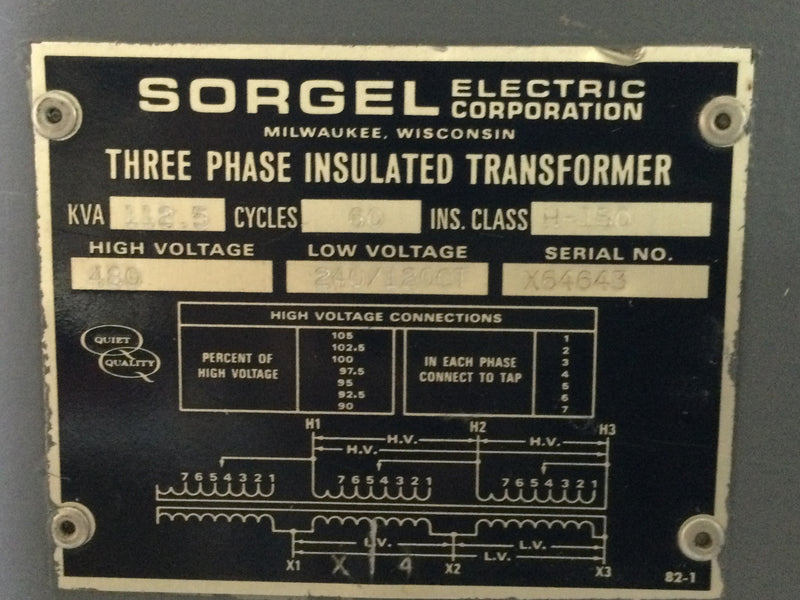 SORGEL ELECTRIC CORPORATION
MILWAUKEE, WISCONSIN
THREE PHASE INSULATED TRANSFORMER
KVA 112.5 CYCLES 60 INS. CLASS H-150
HIGH VOLTAGE LOW VOLTAGE SERIAL NO.
480 240/120CT X64643
HIGH VOLTAGE CONNECTIONS
PERCENT OF HIGH VOLTAGE
105
102.5
100
97.5
95
92.5
90
IN EACH PHASE CONNECT TO TAP
1
2
3
4
5
6
7
QUIET
QUALITY
H1 H2 H3
H.V. H.V.
H.V.
7 6 5 4 3 2 1 7 6 5 4 3 2 1 7 6 5 4 3 2 1
L.V. L.V.
L.V.
X1 X2 X3
X 1 4
82-1